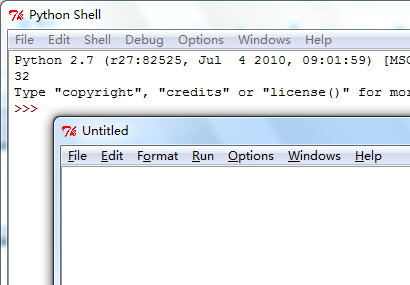 Python Shell
File Edit Shell Debug Options Windows Help
Python 2.7 (r27:82525, Jul  4 2010, 09:01:59) [MSC
32
Type "copyright", "credits" or "license()" for mor
>>>
Untitled
File Edit Format Run Options Windows Help